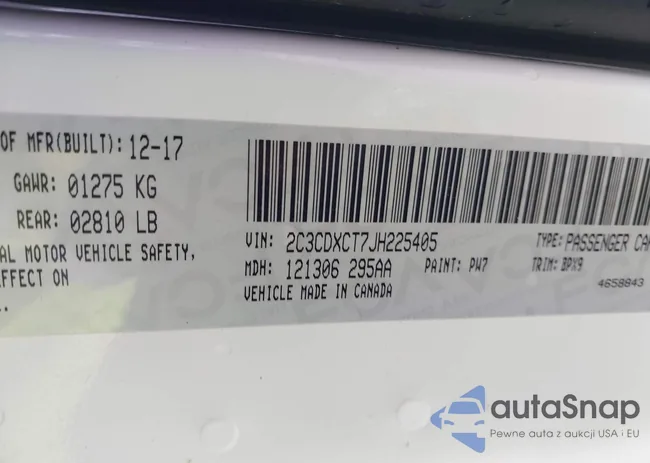 OF MFR(BUILT): 12-17
GAWR: 01275 KG
REAR: 02810 LB
AL MOTOR VEHICLE SAFETY,
EFFECT ON
VIN: 2C3CDXCT7JH225405
TYPE: PASSENGER CAR
MDH: 121306 295AA
PAINT: PW7
TRIM: BPX9
VEHICLE MADE IN CANADA
4658843
autoSnap
Pewne auta z aukcji USA i EU